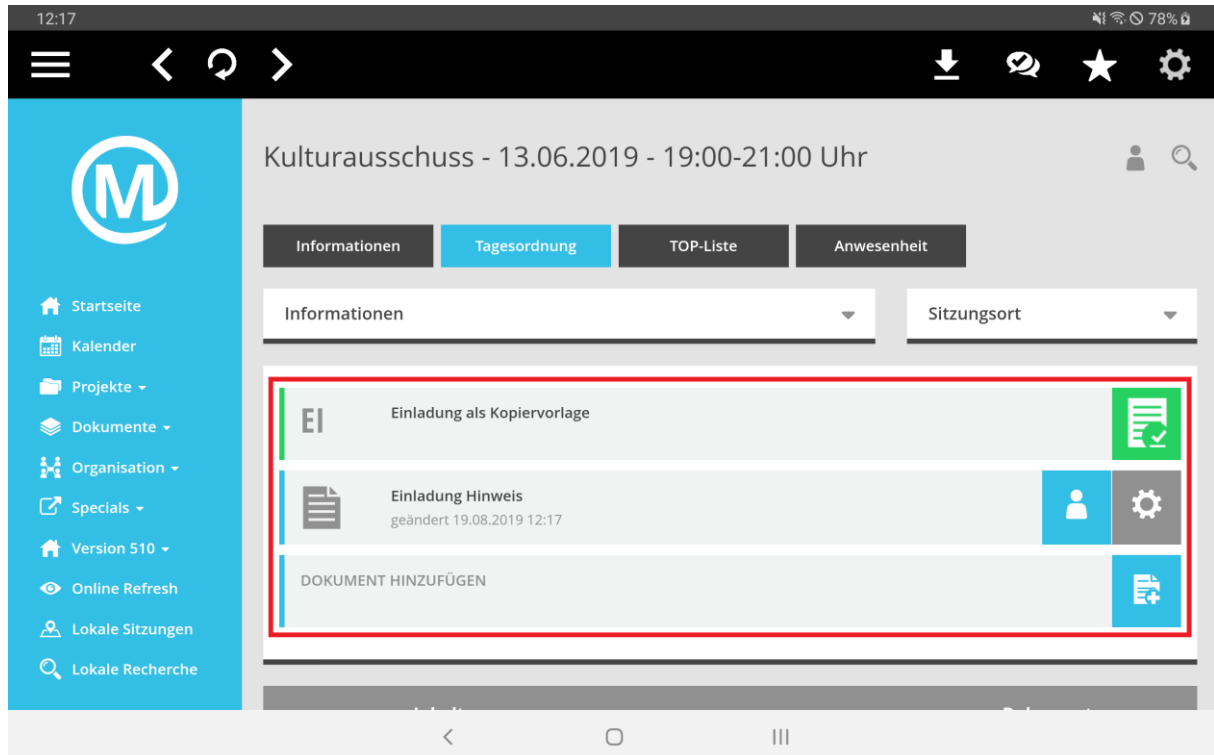 12:17
78%
M
Kulturausschuss - 13.06.2019 - 19:00-21:00 Uhr
Informationen
Tagesordnung
TOP-Liste
Anwesenheit
Startseite
Kalender
Projekte
Dokumente
Organisation
Specials
Version 510
Online Refresh
Lokale Sitzungen
Lokale Recherche
Informationen
Sitzungsort
EI
Einladung als Kopiervorlage
Einladung Hinweis
geändert 19.08.2019 12:17
DOKUMENT HINZUFÜGEN